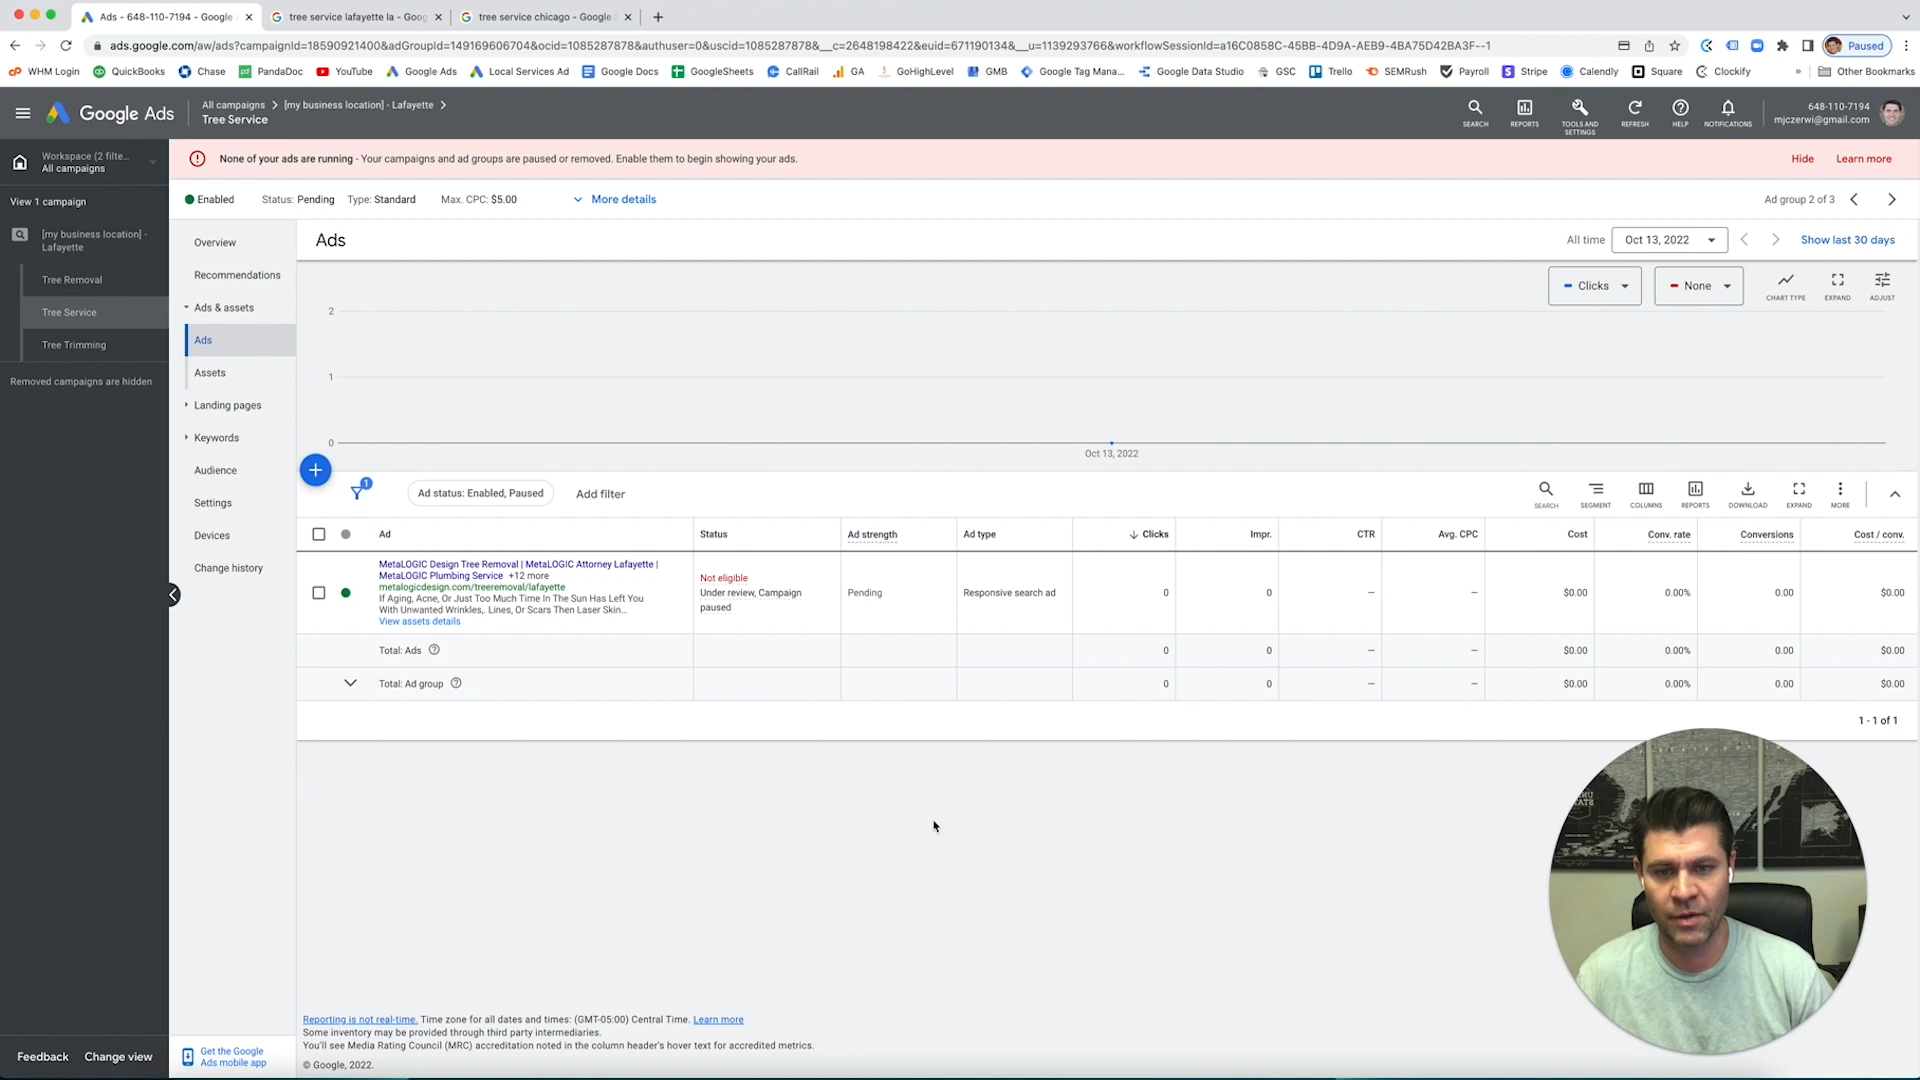 Ads - 648-110-7194 - Google
tree service lafayette la - Goog
tree service chicago - Google S
ads.google.com/aw/ads?campaignId=18590921400&adGroupId=149169606704&ocid=1085287878&authuser=0&uscid=1085287878&__c=2648198422&euid=671190134&__u=1139293766&workflowSessionId=a16C0858C-45BB-4D9A-AEB9-4BA75D42BA3F--1
Paused
WHM Login
QuickBooks
Chase
PandaDoc
YouTube
Google Ads
Local Services Ad
Google Docs
GoogleSheets
CallRail
GA
GoHighLevel
GMB
Google Tag Mana...
Google Data Studio
GSC
Trello
SEMRush
Payroll
Stripe
Calendly
Square
Clockify
»
Other Bookmarks
Google Ads
All campaigns > [my business location] - Lafayette >
Tree Service
SEARCH
REPORTS
TOOLS AND
SETTINGS
REFRESH
HELP
NOTIFICATIONS
648-110-7194
mjczerwi@gmail.com
Workspace (2 filte...
All campaigns
None of your ads are running - Your campaigns and ad groups are paused or removed. Enable them to begin showing your ads.
Hide
Learn more
View 1 campaign
Enabled
Status: Pending
Type: Standard
Max. CPC: $5.00
More details
Ad group 2 of 3
[my business location] -
Lafayette
Tree Removal
Tree Service
Tree Trimming
Removed campaigns are hidden
Overview
Recommendations
Ads & assets
Ads
Assets
Landing pages
Keywords
Audience
Settings
Devices
Change history
Ads
All time
Oct 13, 2022
Show last 30 days
Clicks
None
CHART TYPE
EXPAND
ADJUST
2
1
0
Oct 13, 2022
1
Ad status: Enabled, Paused
Add filter
SEARCH
SEGMENT
COLUMNS
REPORTS
DOWNLOAD
EXPAND
MORE
Ad
Status
Ad strength
Ad type
Clicks
Impr.
CTR
Avg. CPC
Cost
Conv. rate
Conversions
Cost / conv.
MetaLOGIC Design Tree Removal | MetaLOGIC Attorney Lafayette |
MetaLOGIC Plumbing Service +12 more
metalogicdesign.com/treeremoval/lafayette
If Aging, Acne, Or Just Too Much Time In The Sun Has Left You
With Unwanted Wrinkles,. Lines, Or Scars Then Laser Skin...
View assets details
Not eligible
Under review, Campaign
paused
Pending
Responsive search ad
0
0
–
–
$0.00
0.00%
0.00
$0.00
Total: Ads
0
0
–
–
$0.00
0.00%
0.00
$0.00
Total: Ad group
0
0
–
–
$0.00
0.00%
0.00
$0.00
1 - 1 of 1
Reporting is not real-time. Time zone for all dates and times: (GMT-05:00) Central Time. Learn more
Some inventory may be provided through third party intermediaries.
You'll see Media Rating Council (MRC) accreditation noted in the column header's hover text for accredited metrics.
© Google, 2022.
Feedback
Change view
Get the Google
Ads mobile app